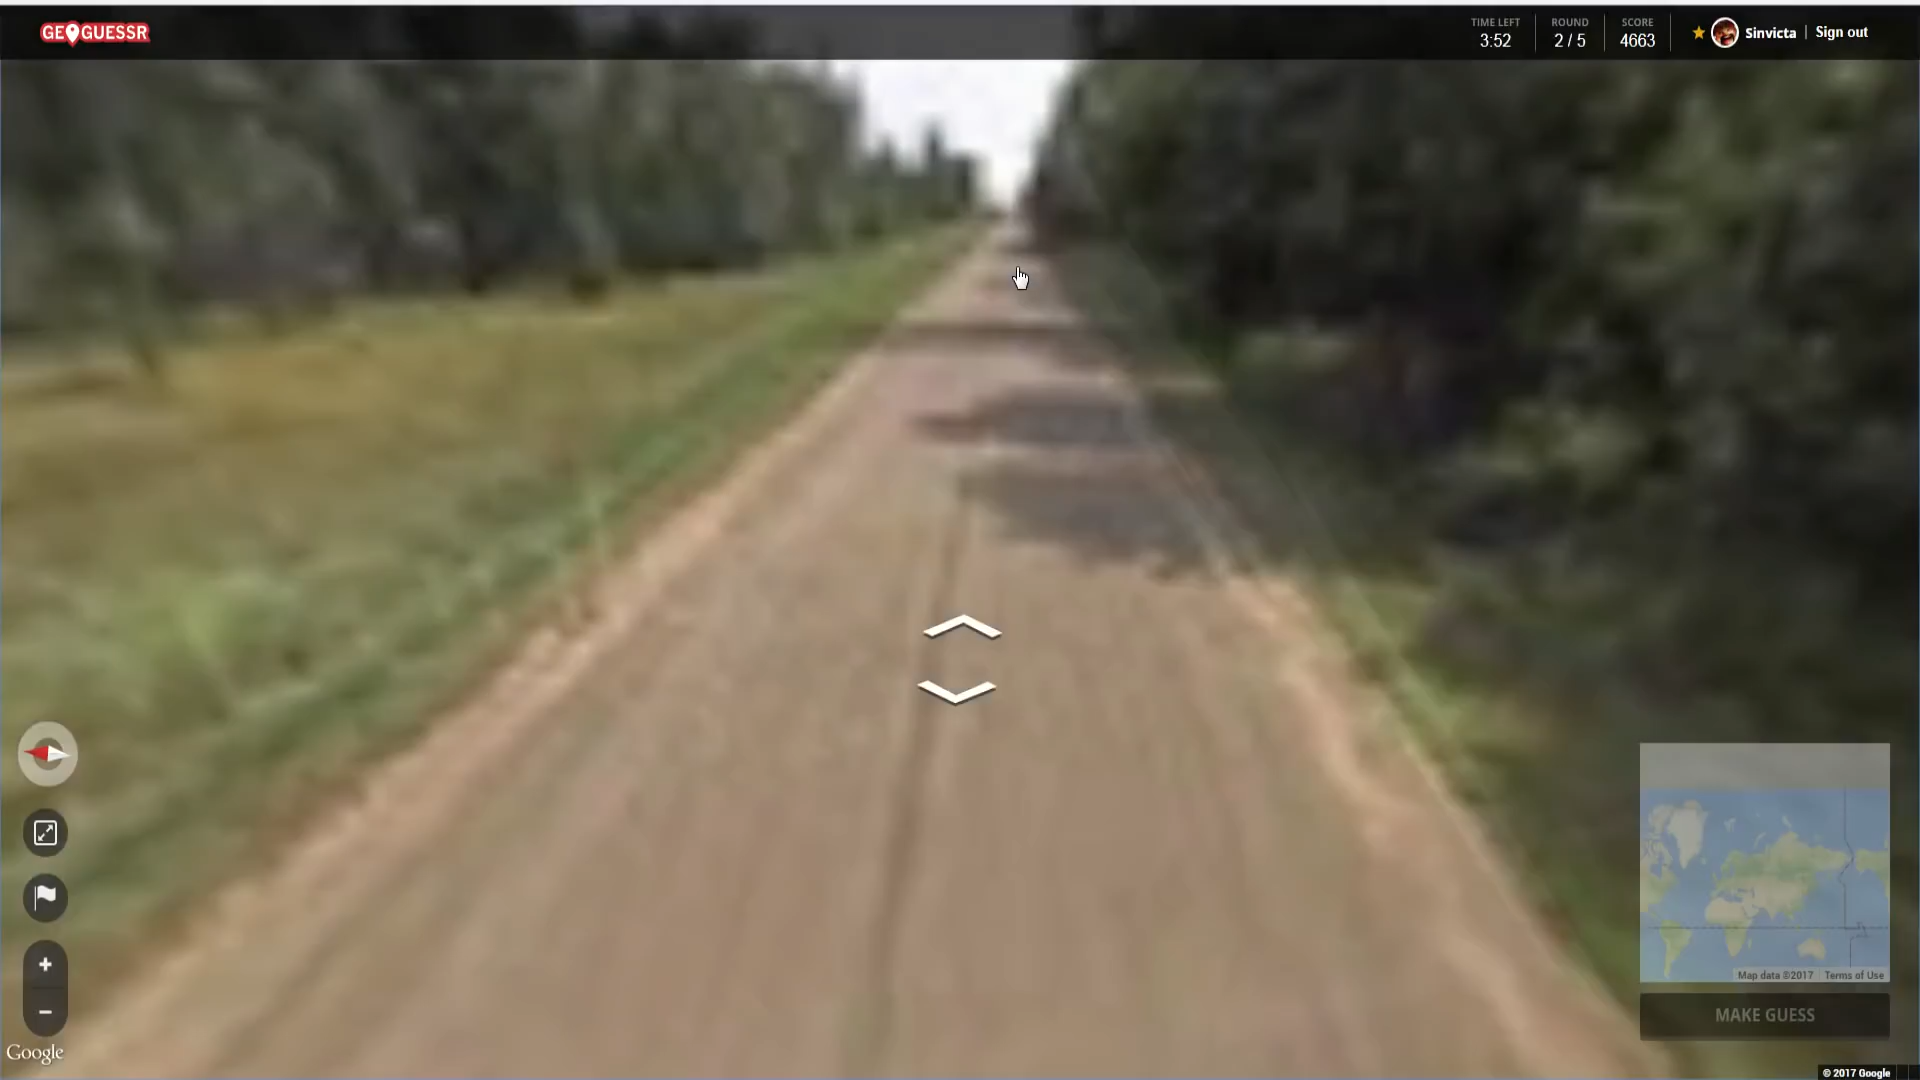 GEOGUESSR
TIME LEFT
3:52
ROUND
2 / 5
SCORE
4663
Sinvicta | Sign out
Map data ©2017 Terms of Use
MAKE GUESS
Google
© 2017 Google